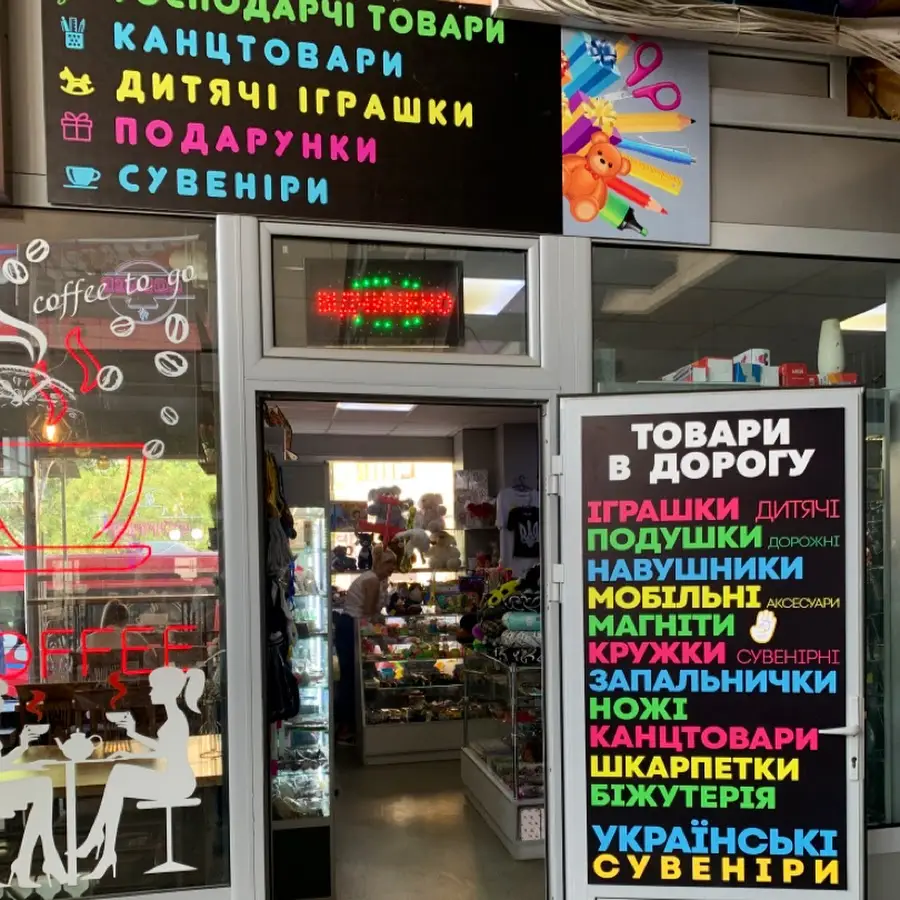 ГОСПОДАРЧІ ТОВАРИ
КАНЦТОВАРИ
ДИТЯЧІ ІГРАШКИ
ПОДАРУНКИ
СУВЕНІРИ
coffee to go
ВІДЧИНЕНО
COFFEE
ТОВАРИ
В ДОРОГУ
ІГРАШКИ ДИТЯЧІ
ПОДУШКИ ДОРОЖНІ
НАВУШНИКИ
МОБІЛЬНІ АКСЕСУАРИ
МАГНІТИ
КРУЖКИ СУВЕНІРНІ
ЗАПАЛЬНИЧКИ
НОЖІ
КАНЦТОВАРИ
ШКАРПЕТКИ
БІЖУТЕРІЯ
УКРАЇНСЬКІ
СУВЕНІРИ